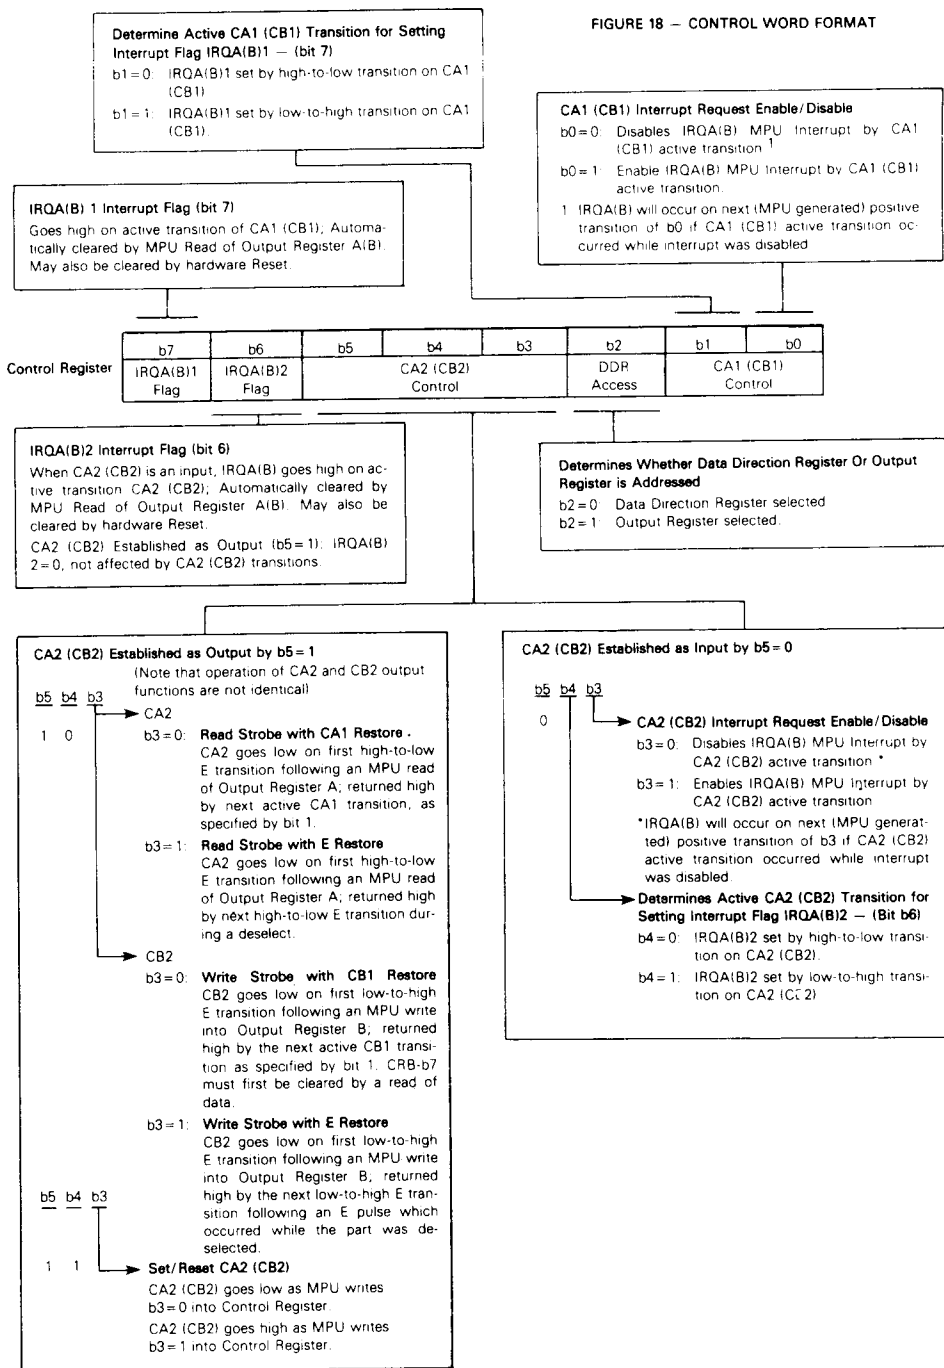 FIGURE 18 — CONTROL WORD FORMAT
Determine Active CA1 (CB1) Transition for Setting
Interrupt Flag IRQA(B)1 — (bit 7)
b1 = 0: IRQA(B)1 set by high-to-low transition on CA1
(CB1)
b1 = 1: IRQA(B)1 set by low-to-high transition on CA1
(CB1).
CA1 (CB1) Interrupt Request Enable/Disable
b0 = 0: Disables IRQA(B) MPU Interrupt by CA1
(CB1) active transition 1
b0 = 1: Enable IRQA(B) MPU Interrupt by CA1 (CB1)
active transition.
1 IRQA(B) will occur on next (MPU generated) positive
transition of b0 if CA1 (CB1) active transition oc-
curred while interrupt was disabled
IRQA(B) 1 Interrupt Flag (bit 7)
Goes high on active transition of CA1 (CB1); Automa-
tically cleared by MPU Read of Output Register A(B).
May also be cleared by hardware Reset.
Control Register
b7 b6 b5 b4 b3 b2 b1 b0
IRQA(B)1 IRQA(B)2 CA2 (CB2) DDR CA1 (CB1)
Flag Flag Control Access Control
IRQA(B)2 Interrupt Flag (bit 6)
When CA2 (CB2) is an input, IRQA(B) goes high on ac-
tive transition CA2 (CB2); Automatically cleared by
MPU Read of Output Register A(B). May also be
cleared by hardware Reset.
CA2 (CB2) Established as Output (b5 = 1): IRQA(B)
2 = 0, not affected by CA2 (CB2) transitions.
Determines Whether Data Direction Register Or Output
Register is Addressed
b2 = 0: Data Direction Register selected
b2 = 1: Output Register selected.
CA2 (CB2) Established as Output by b5 = 1
(Note that operation of CA2 and CB2 output
functions are not identical)
b5 b4 b3
CA2
1 0
b3 = 0: Read Strobe with CA1 Restore .
CA2 goes low on first high-to-low
E transition following an MPU read
of Output Register A; returned high
by next active CA1 transition, as
specified by bit 1.
b3 = 1: Read Strobe with E Restore
CA2 goes low on first high-to-low
E transition following an MPU read
of Output Register A; returned high
by next high-to-low E transition dur-
ing a deselect.
CB2
b3 = 0: Write Strobe with CB1 Restore
CB2 goes low on first low-to-high
E transition following an MPU write
into Output Register B; returned
high by the next active CB1 transi-
tion as specified by bit 1. CRB-b7
must first be cleared by a read of
data.
b3 = 1: Write Strobe with E Restore
CB2 goes low on first low-to-high
E transition following an MPU write
into Output Register B; returned
high by the next low-to-high E tran-
sition following an E pulse which
occurred while the part was de-
selected.
b5 b4 b3
1 1
Set/Reset CA2 (CB2)
CA2 (CB2) goes low as MPU writes
b3 = 0 into Control Register.
CA2 (CB2) goes high as MPU writes
b3 = 1 into Control Register.
CA2 (CB2) Established as Input by b5 = 0
b5 b4 b3
0
CA2 (CB2) Interrupt Request Enable/Disable
b3 = 0: Disables IRQA(B) MPU Interrupt by
CA2 (CB2) active transition *
b3 = 1: Enables IRQA(B) MPU Interrupt by
CA2 (CB2) active transition
*IRQA(B) will occur on next (MPU generat-
ted) positive transition of b3 if CA2 (CB2)
active transition occurred while interrupt
was disabled.
Determines Active CA2 (CB2) Transition for
Setting Interrupt Flag IRQA(B)2 — (Bit b6)
b4 = 0: IRQA(B)2 set by high-to-low transi-
tion on CA2 (CB2).
b4 = 1: IRQA(B)2 set by low-to-high transi-
tion on CA2